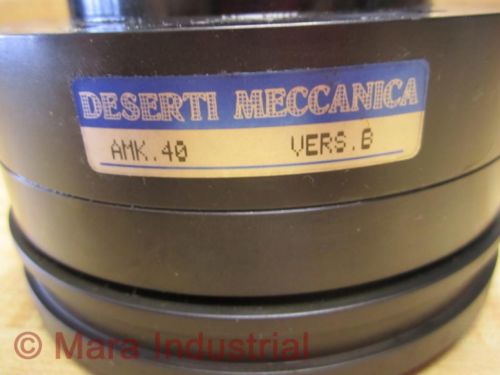 DESERTI MECCANICA
AMK.40 VERS.B
© Mara Industrial